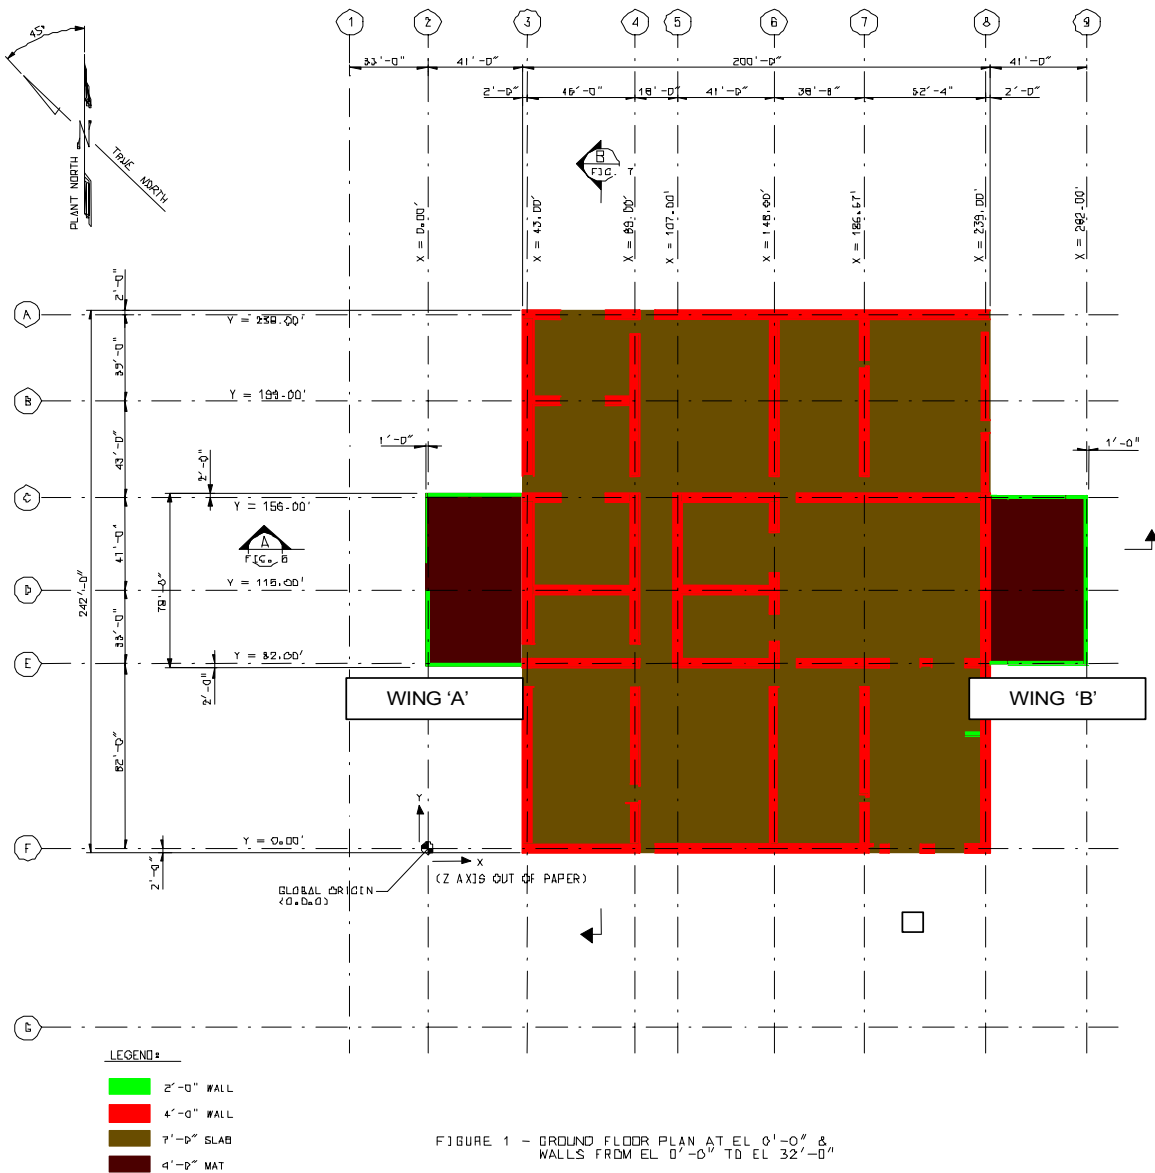 1 2 3 4 5 6 7 8 9
45°
33'-0" 41'-0" 200'-0" 41'-0"
2'-0" 46'-0" 18'-0" 41'-0" 38'-8" 52'-4" 2'-0"
PLANT NORTH
TRUE NORTH
B
FIG. 7
X = 0.00'
X = 43.00'
X = 89.00'
X = 107.00'
X = 148.00'
X = 186.67'
X = 239.00'
X = 282.00'
2'-0"
A
Y = 238.00'
39'-0"
B
Y = 199.00'
43'-0"
1'-0"
1'-0"
2'-0"
C
Y = 156.00'
A
FIG. 6
41'-0"
242'-0"
78'-0"
D
Y = 115.00'
33'-0"
E
Y = 82.00'
2'-0"
WING 'A'
WING 'B'
82'-0"
Y
F
Y = 0.00'
X
2'-0"
(Z AXIS OUT OF PAPER)
GLOBAL ORIGIN
(0,0,0)
G
LEGEND:
2'-0" WALL
4'-0" WALL
7'-0" SLAB
4'-0" MAT
FIGURE 1 - GROUND FLOOR PLAN AT EL 0'-0" &
WALLS FROM EL 0'-0" TO EL 32'-0"